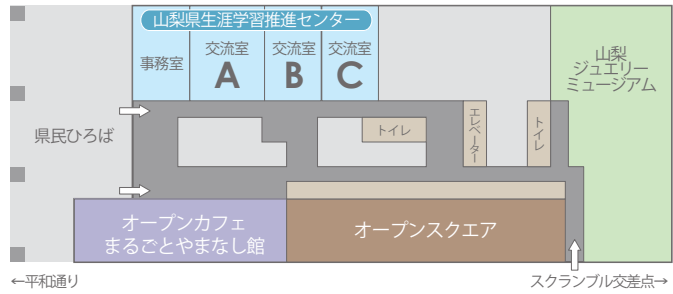 山梨県生涯学習推進センター
事務室
交流室
A
交流室
B
交流室
C
山梨
ジュエリー
ミュージアム
県民ひろば
トイレ
エレベーター
トイレ
オープンカフェ
まるごとやまなし館
オープンスクエア
←平和通り
スクランブル交差点→